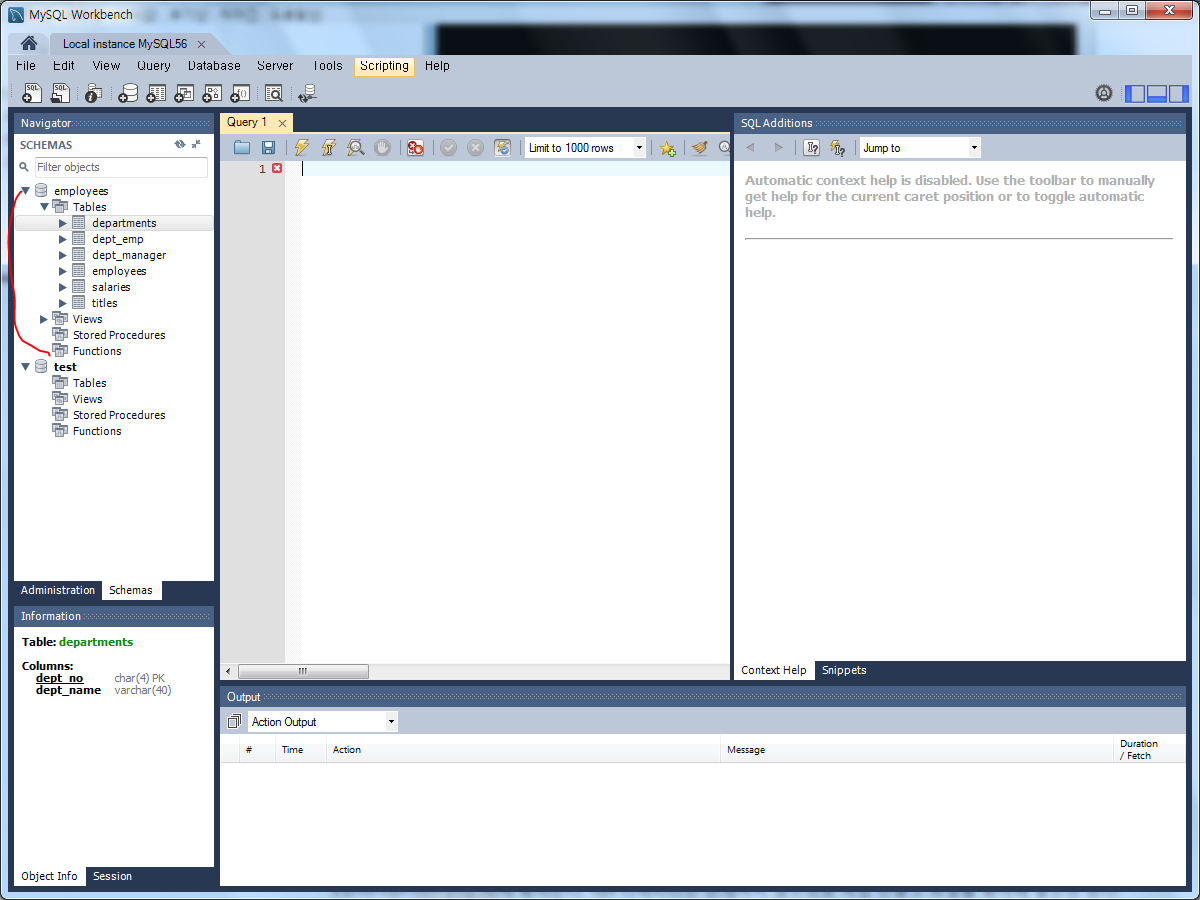 MySQL Workbench
Local instance MySQL56
File Edit View Query Database Server Tools Scripting Help
Navigator
SCHEMAS
Filter objects
employees
Tables
departments
dept_emp
dept_manager
employees
salaries
titles
Views
Stored Procedures
Functions
test
Tables
Views
Stored Procedures
Functions
Administration Schemas
Information
Table: departments
Columns:
dept_no char(4) PK
dept_name varchar(40)
Object Info Session
Query 1
Limit to 1000 rows
1
SQL Additions
Jump to
Automatic context help is disabled. Use the toolbar to manually
get help for the current caret position or to toggle automatic
help.
Context Help Snippets
Output
Action Output
# Time Action Message Duration
/ Fetch